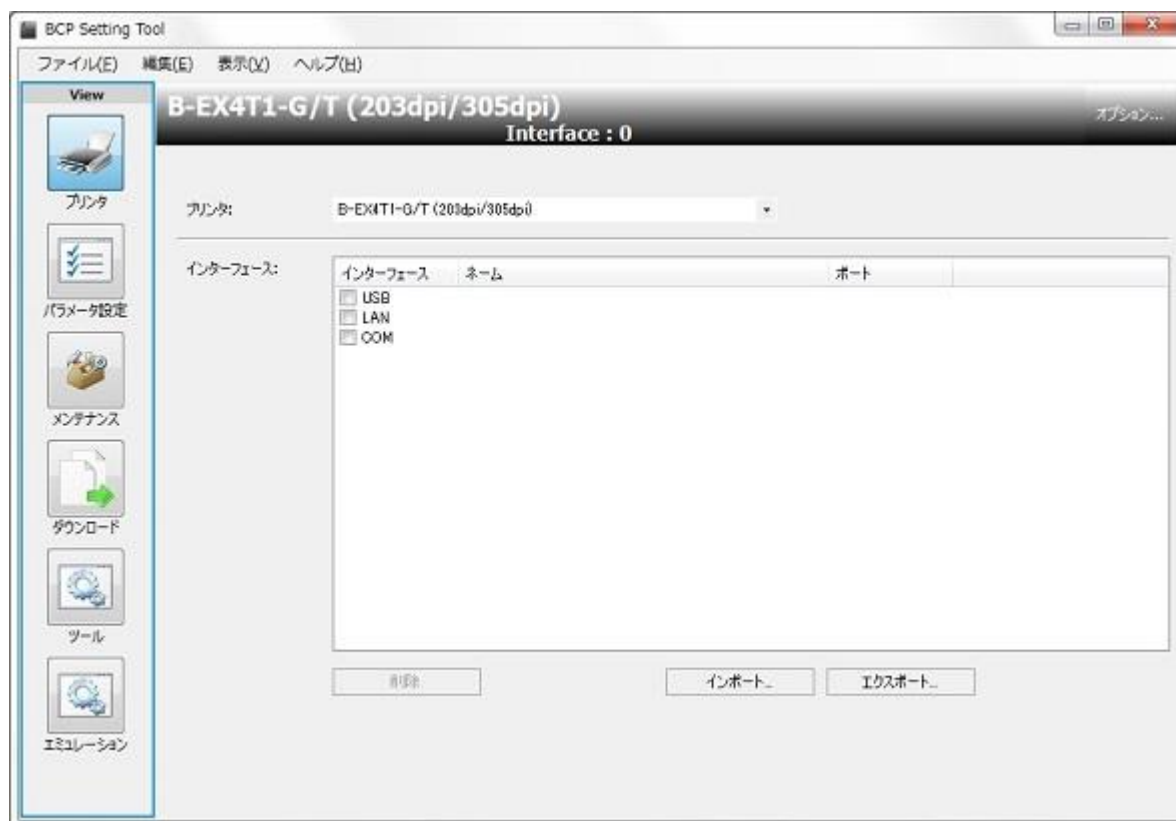 BCP Setting Tool
ファイル(F) 編集(E) 表示(V) ヘルプ(H)
View
プリンタ
パラメータ設定
メンテナンス
ダウンロード
ツール
エミュレーション
B-EX4T1-G/T (203dpi/305dpi)
Interface : 0
オプション...
プリンタ: B-EX4T1-G/T (203dpi/305dpi)
インターフェース:
インターフェース ネーム ポート
USB
LAN
COM
削除 インポート... エクスポート...